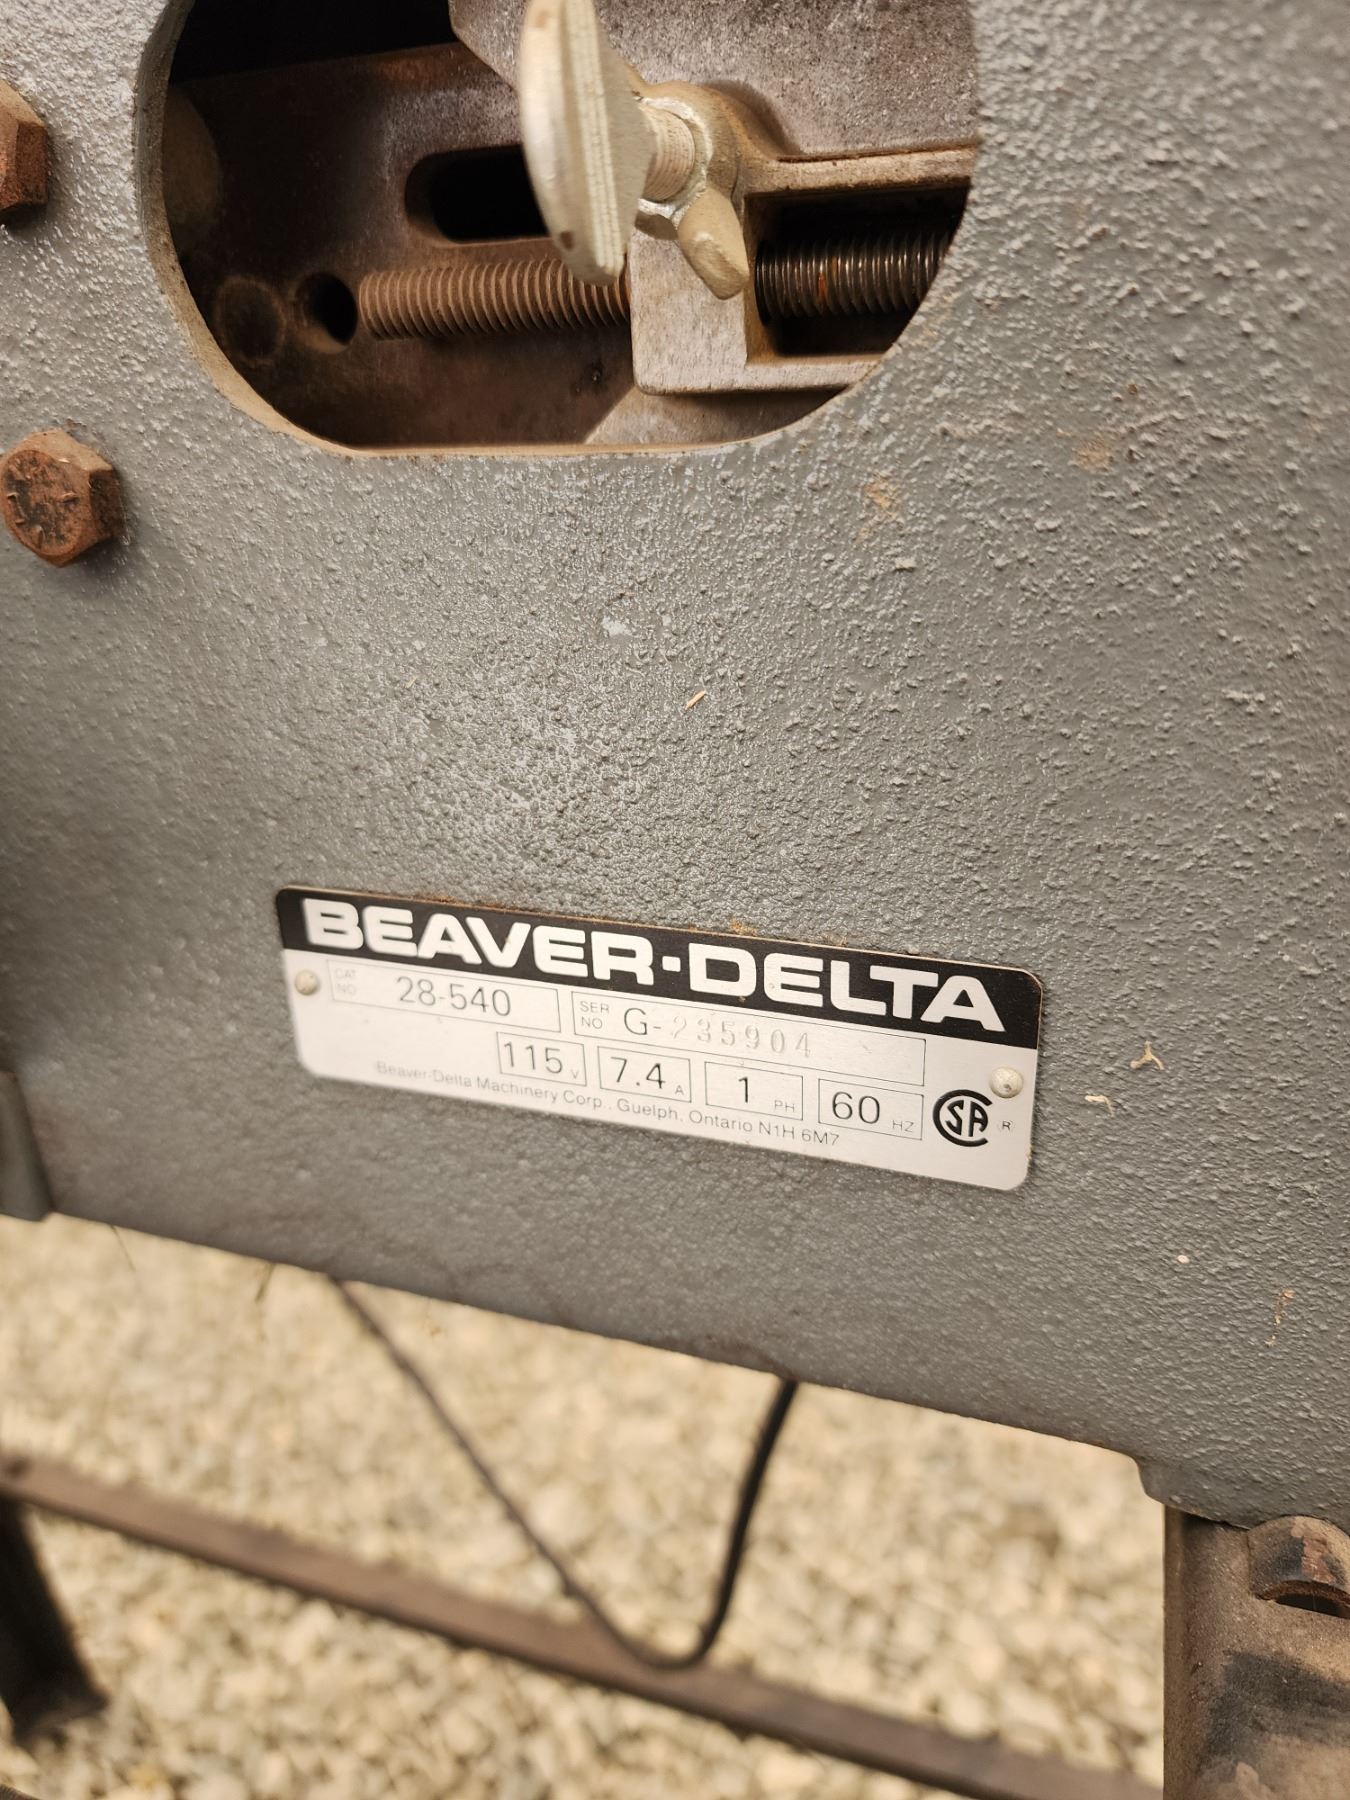 BEAVER·DELTA
CAT NO 28-540 SER NO G-235904
115 V 7.4 A 1 PH 60 HZ SA R
Beaver-Delta Machinery Corp., Guelph, Ontario N1H 6M7